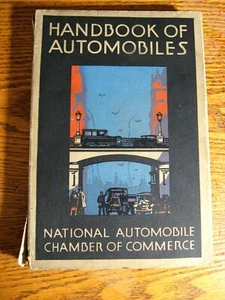 HANDBOOK OF
AUTOMOBILES
NATIONAL AUTOMOBILE
CHAMBER OF COMMERCE